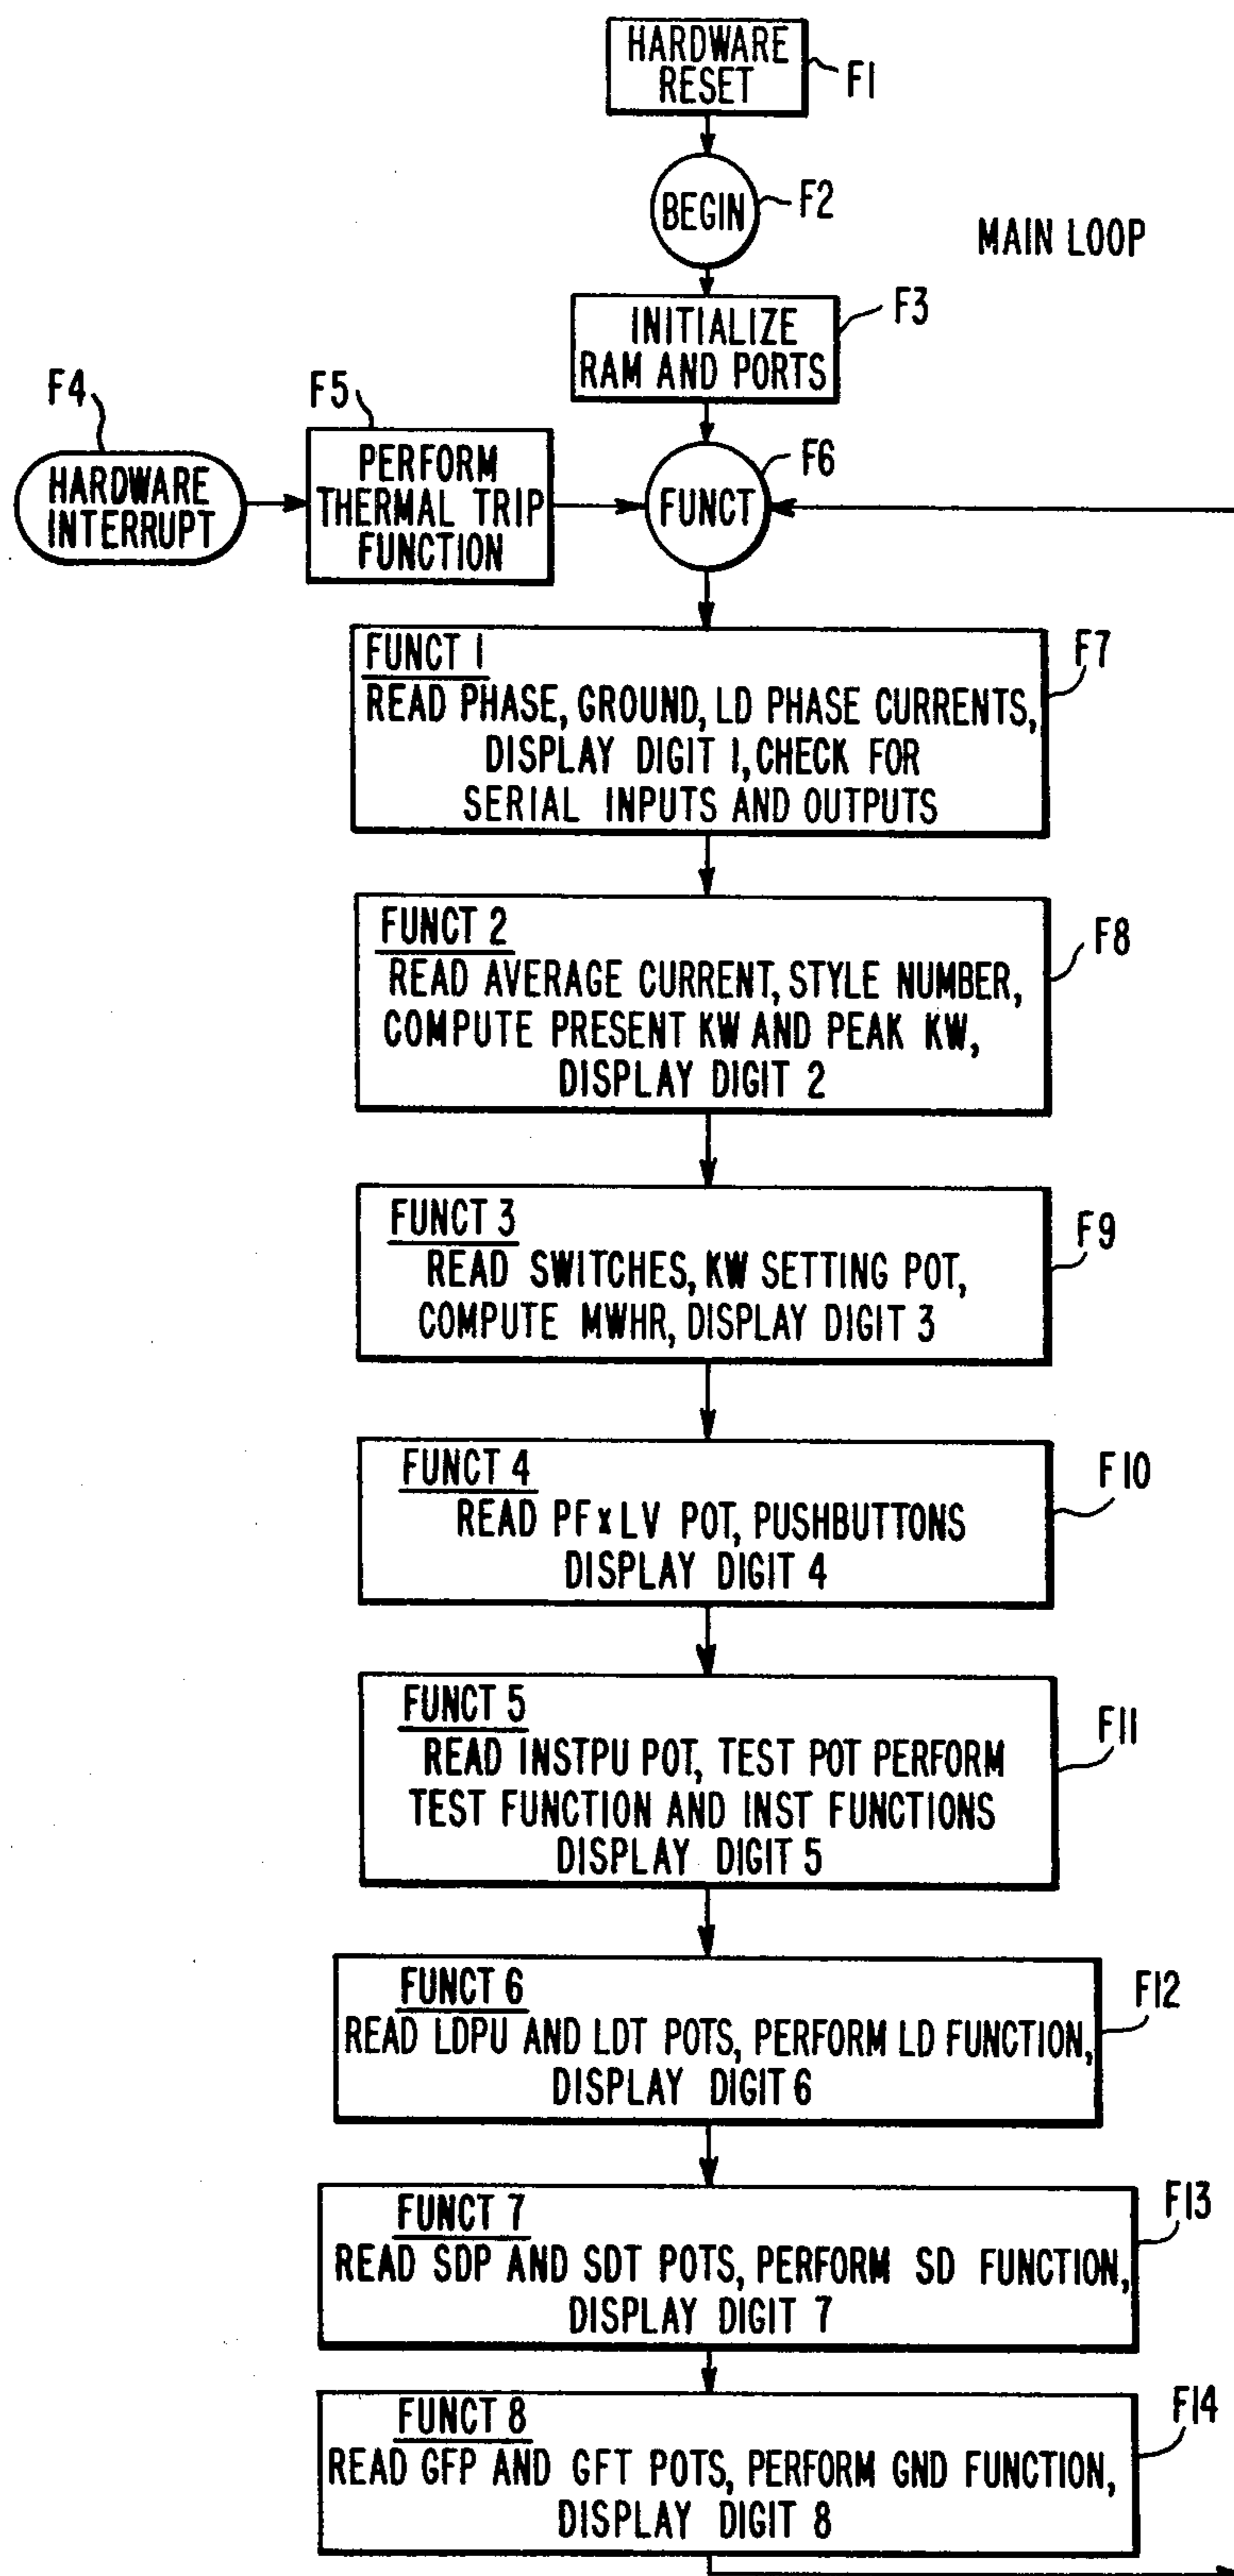 HARDWARE
RESET
F1
BEGIN
F2
MAIN LOOP
INITIALIZE
RAM AND PORTS
F3
F4
HARDWARE
INTERRUPT
F5
PERFORM
THERMAL TRIP
FUNCTION
FUNCT
F6
FUNCT 1
READ PHASE, GROUND, LD PHASE CURRENTS,
DISPLAY DIGIT 1, CHECK FOR
SERIAL INPUTS AND OUTPUTS
F7
FUNCT 2
READ AVERAGE CURRENT, STYLE NUMBER,
COMPUTE PRESENT KW AND PEAK KW,
DISPLAY DIGIT 2
F8
FUNCT 3
READ SWITCHES, KW SETTING POT,
COMPUTE MWHR, DISPLAY DIGIT 3
F9
FUNCT 4
READ PF x LV POT, PUSHBUTTONS
DISPLAY DIGIT 4
F10
FUNCT 5
READ INSTPU POT, TEST POT PERFORM
TEST FUNCTION AND INST FUNCTIONS
DISPLAY DIGIT 5
F11
FUNCT 6
READ LDPU AND LDT POTS, PERFORM LD FUNCTION,
DISPLAY DIGIT 6
F12
FUNCT 7
READ SDP AND SDT POTS, PERFORM SD FUNCTION,
DISPLAY DIGIT 7
F13
FUNCT 8
READ GFP AND GFT POTS, PERFORM GND FUNCTION,
DISPLAY DIGIT 8
F14